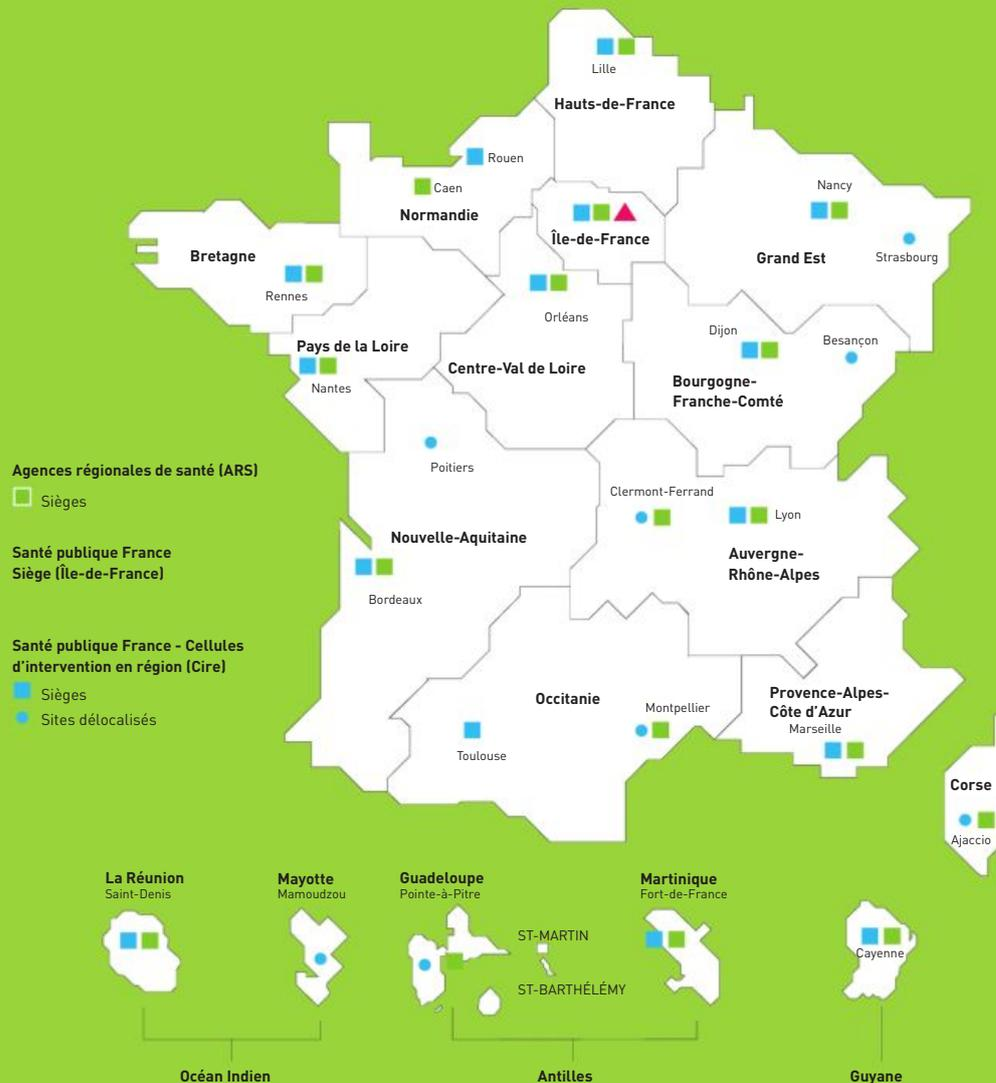 Lille
Hauts-de-France
Rouen
Caen
Normandie
Nancy
Île-de-France
Bretagne
Grand Est
Strasbourg
Rennes
Orléans
Dijon
Besançon
Pays de la Loire
Centre-Val de Loire
Nantes
Bourgogne-
Franche-Comté
Poitiers
Agences régionales de santé (ARS)
Sièges
Clermont-Ferrand
Lyon
Santé publique France
Siège (Île-de-France)
Nouvelle-Aquitaine
Auvergne-
Rhône-Alpes
Bordeaux
Santé publique France - Cellules
d'intervention en région (Cire)
Sièges
Sites délocalisés
Occitanie
Montpellier
Provence-Alpes-
Côte d'Azur
Marseille
Toulouse
Corse
Ajaccio
La Réunion
Saint-Denis
Mayotte
Mamoudzou
Guadeloupe
Pointe-à-Pitre
Martinique
Fort-de-France
ST-MARTIN
ST-BARTHÉLÉMY
Cayenne
Océan Indien
Antilles
Guyane